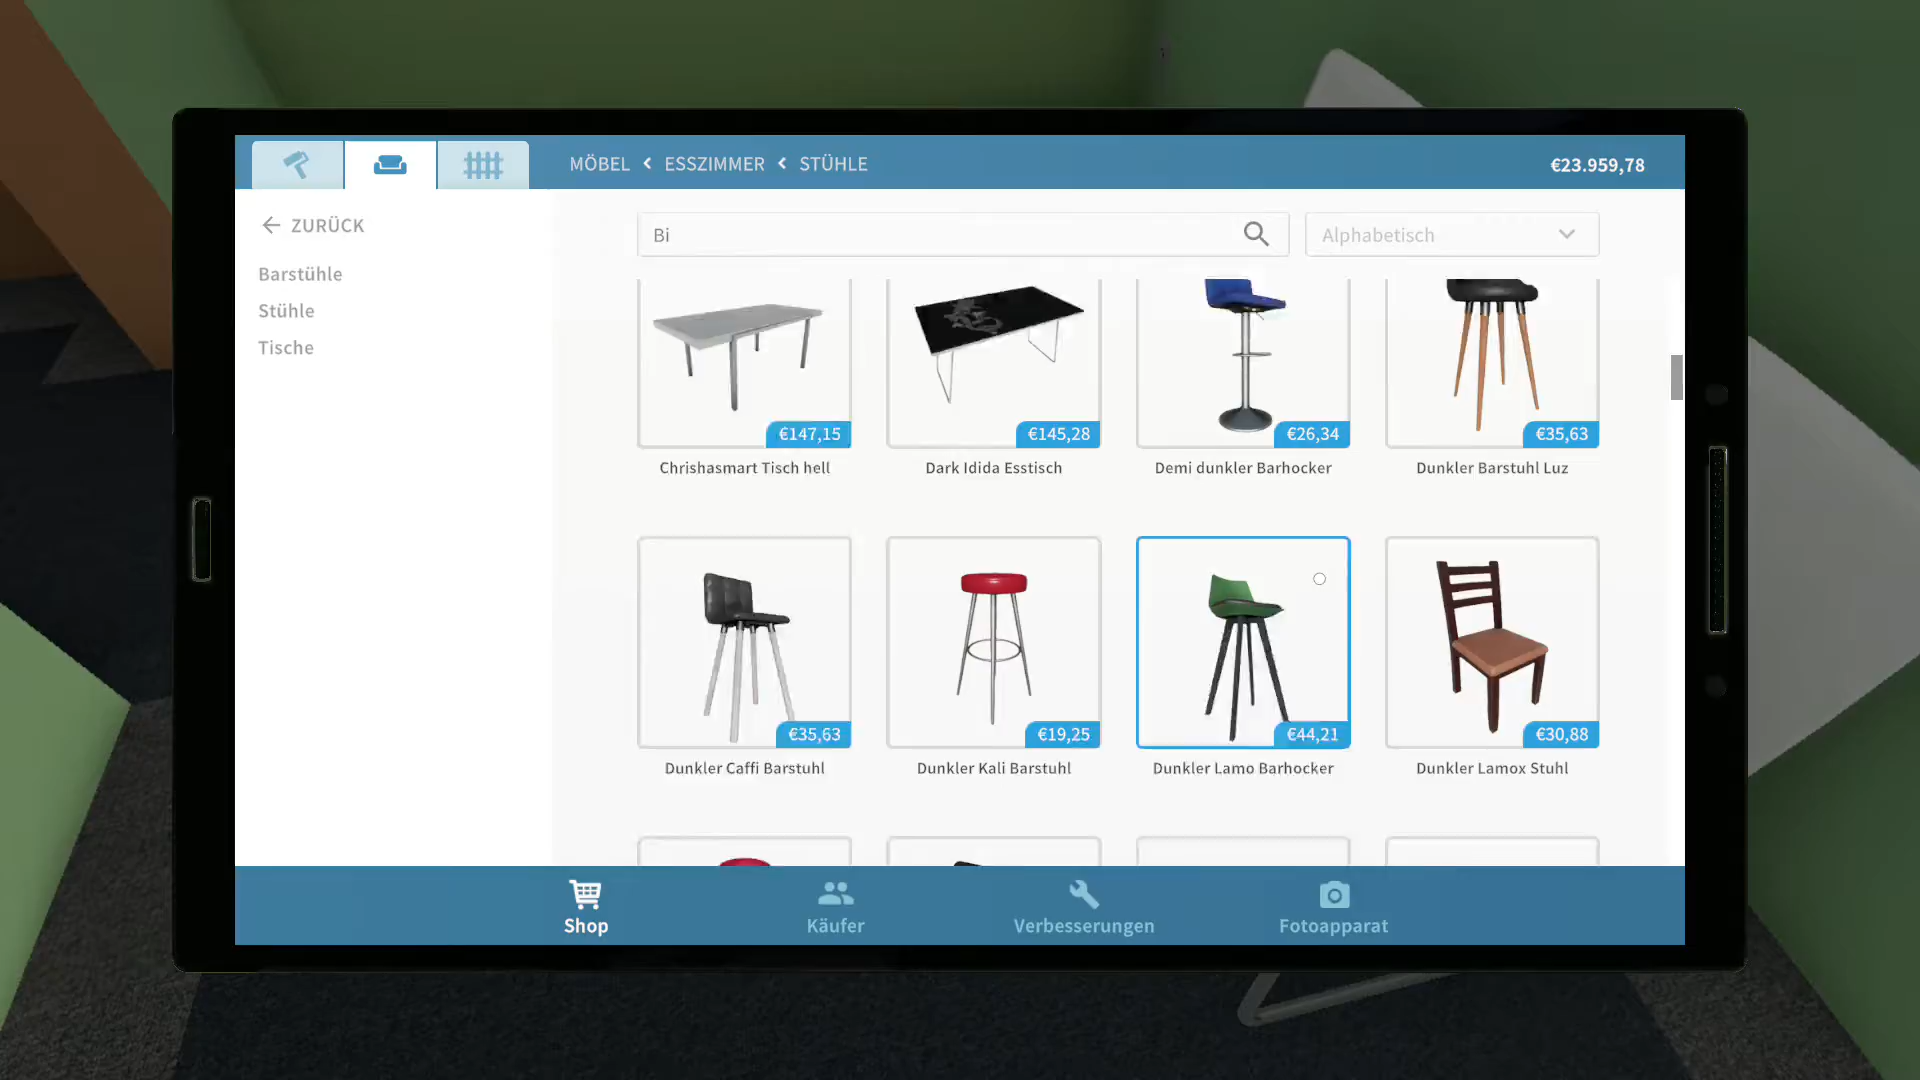 MÖBEL < ESSZIMMER < STÜHLE
€23.959,78
ZURÜCK
Barstühle
Stühle
Tische
Bi
Alphabetisch
€147,15
€145,28
€26,34
€35,63
Chrishasmart Tisch hell
Dark Idida Esstisch
Demi dunkler Barhocker
Dunkler Barstuhl Luz
€35,63
€19,25
€44,21
€30,88
Dunkler Caffi Barstuhl
Dunkler Kali Barstuhl
Dunkler Lamo Barhocker
Dunkler Lamox Stuhl
Shop
Käufer
Verbesserungen
Fotoapparat